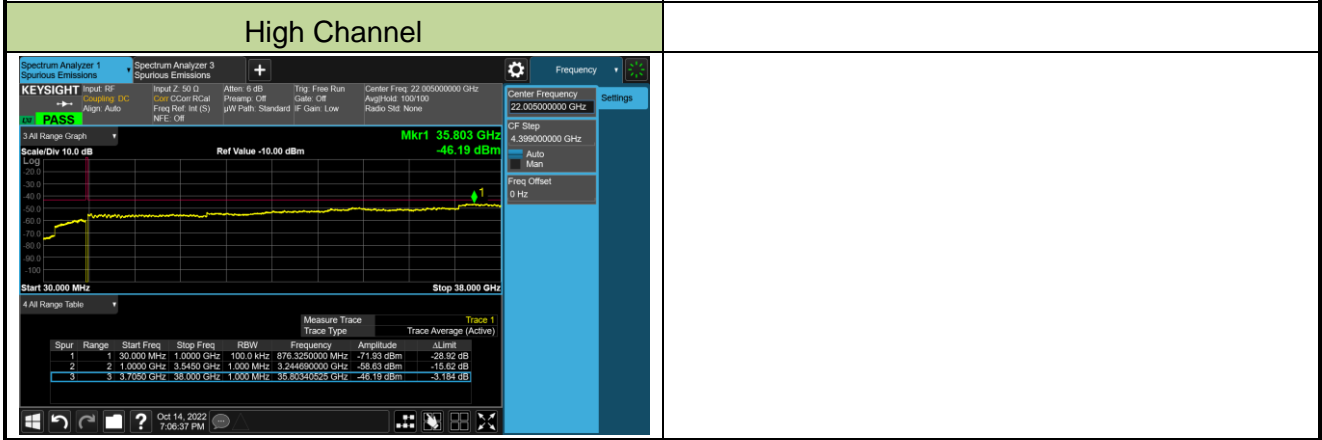 High Channel
Spectrum Analyzer 1
Spurious Emissions
Spectrum Analyzer 3
Spurious Emissions
+
Frequency
KEYSIGHT
Input: RF
Coupling: DC
Align: Auto
Input Z: 50 Ω
Corr CCorr RCal
Freq Ref: Int (S)
NFE: Off
Atten: 6 dB
Preamp: Off
µW Path: Standard
Trig: Free Run
Gate: Off
IF Gain: Low
Center Freq: 22.005000000 GHz
Avg|Hold: 100/100
Radio Std: None
PASS
3 All Range Graph
Mkr1 35.803 GHz
Scale/Div 10.0 dB
Ref Value -10.00 dBm
-46.19 dBm
Log
-20.0
-30.0
-40.0
-50.0
-60.0
-70.0
-80.0
-90.0
-100
1
Start 30.000 MHz
Stop 38.000 GHz
4 All Range Table
Measure Trace Trace 1
Trace Type Trace Average (Active)
Spur Range Start Freq Stop Freq RBW Frequency Amplitude ΔLimit
1 1 30.000 MHz 1.0000 GHz 100.0 kHz 876.3250000 MHz -71.93 dBm -28.92 dB
2 2 1.0000 GHz 3.5450 GHz 1.000 MHz 3.244690000 GHz -58.63 dBm -15.62 dB
3 3 3.7050 GHz 38.000 GHz 1.000 MHz 35.80340525 GHz -46.19 dBm -3.184 dB
?
Oct 14, 2022
7:06:37 PM
Center Frequency
22.005000000 GHz
Settings
CF Step
4.399000000 GHz
Auto
Man
Freq Offset
0 Hz